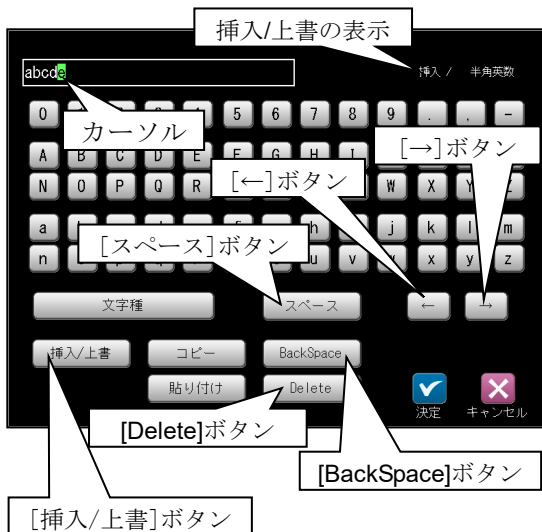 挿入/上書の表示
abcde
挿入 / 半角英数
カーソル
0 5 6 7 8 9 . , -
[→]ボタン
A B C D E F G H I
[←]ボタン
N O P Q R W X Y Z
a h j k l m
[スペース]ボタン
n u v x y z
文字種 スペース ← →
挿入/上書 コピー BackSpace
貼り付け Delete
決定 キャンセル
[Delete]ボタン
[BackSpace]ボタン
[挿入/上書]ボタン